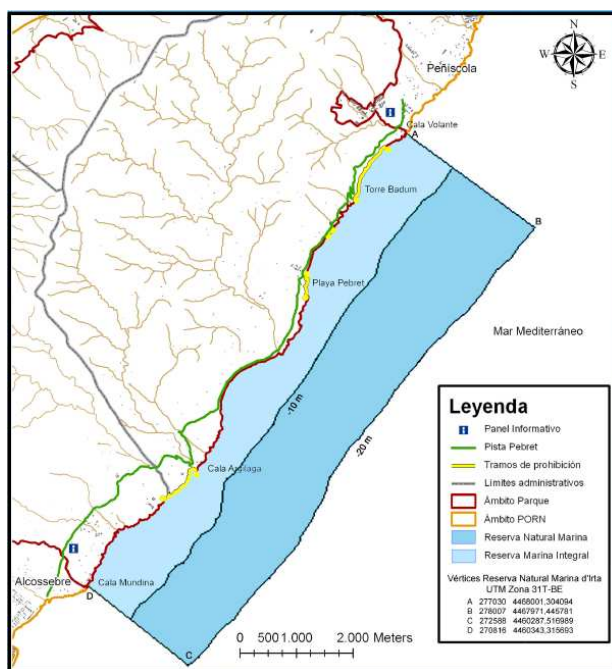 N
W
E
S
Peñíscola
Cala Volante
A
Torre Badum
B
Playa Pebret
Mar Mediterráneo
-10 m
-20 m
Cala Argilaga
Alcossebre
Cala Mundina
D
C
0 500 1.000 2.000 Meters
Leyenda
Panel Informativo
Pista Pebret
Tramos de prohibición
Limites administrativos
Ámbito Parque
Ámbito PORN
Reserva Natural Marina
Reserva Marina Integral
Vértices Reserva Natural Marina d'Irta
UTM Zona 31T-BE
A 277030 4468001,304094
B 278007 4467971,445781
C 272588 4460287,516989
D 270816 4460343,315693